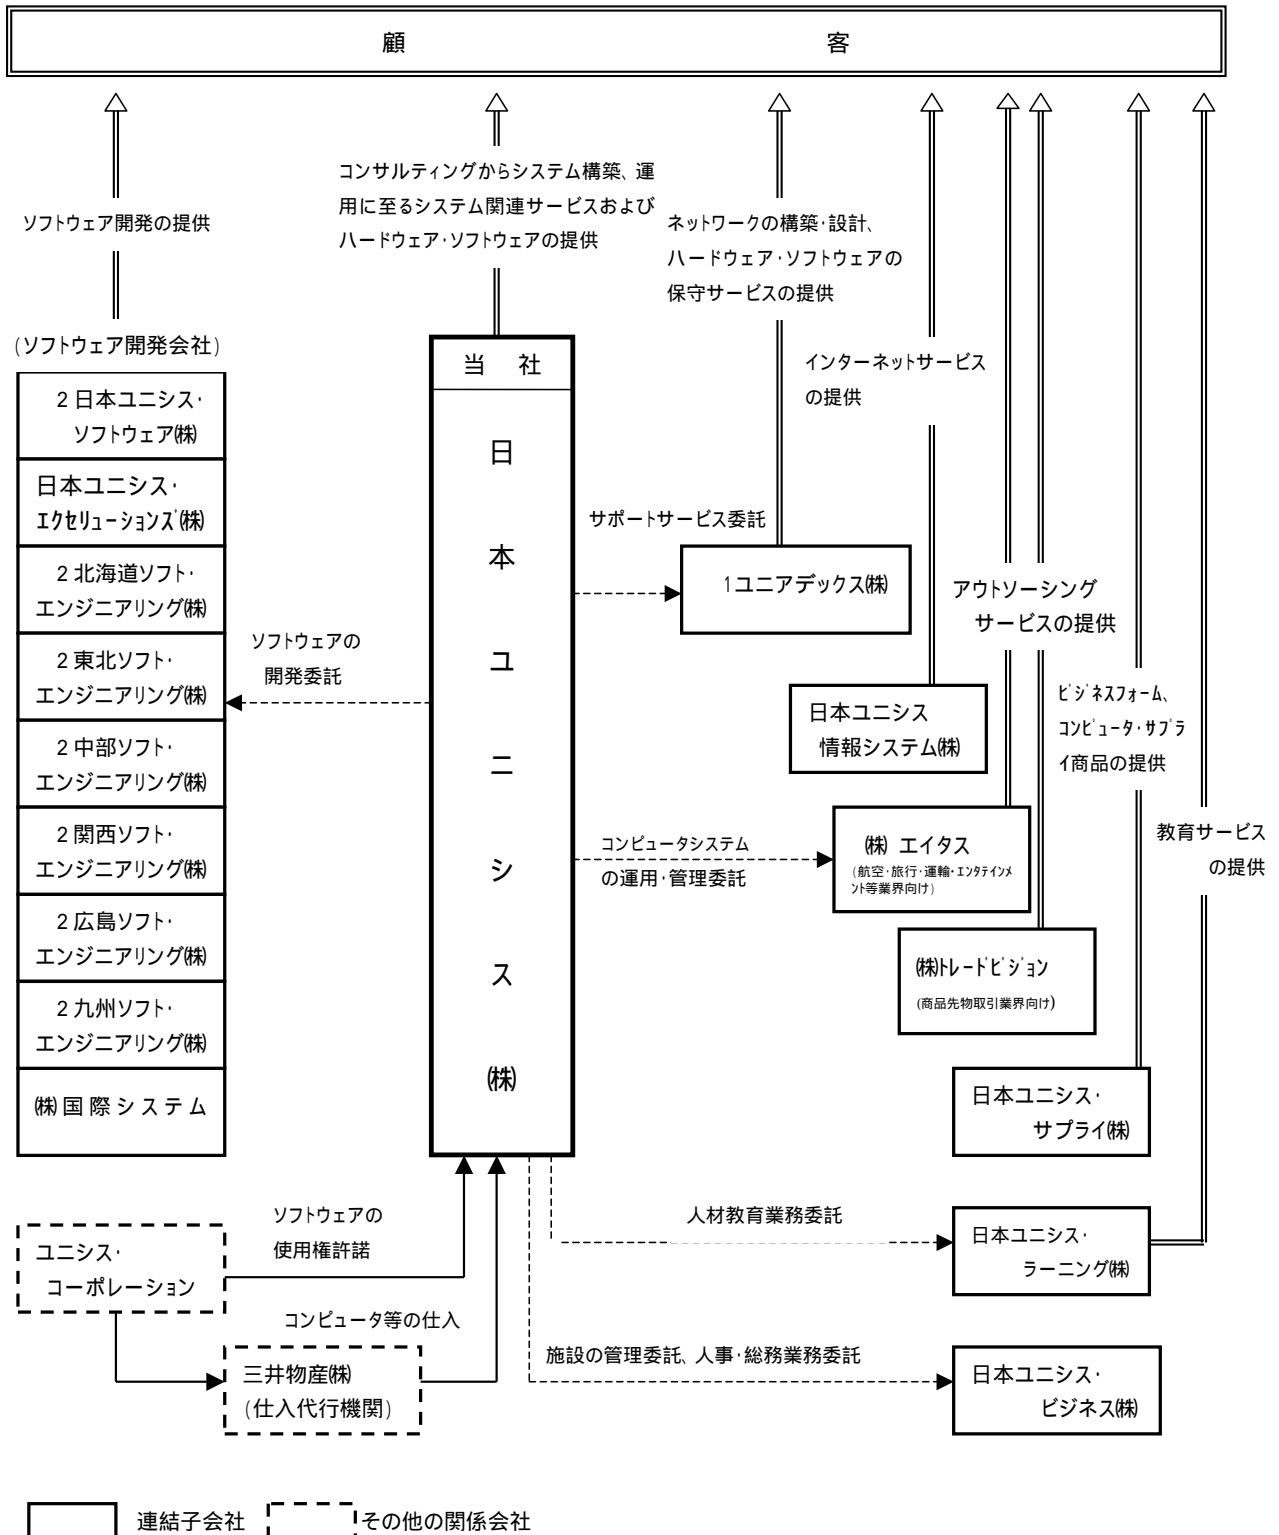 顧 客
ソフトウェア開発の提供
コンサルティングからシステム構築、運
用に至るシステム関連サービスおよび
ハードウェア・ソフトウェアの提供
ネットワークの構築・設計、
ハードウェア・ソフトウェアの
保守サービスの提供
インターネットサービス
の提供
アウトソーシング
サービスの提供
ビジネスフォーム、
コンピュータ・サプラ
イ商品の提供
教育サービス
の提供
(ソフトウェア開発会社)
2 日本ユニシス・
ソフトウェア㈱
日本ユニシス・
エクセリューションズ㈱
2 北海道ソフト・
エンジニアリング㈱
2 東北ソフト・
エンジニアリング㈱
2 中部ソフト・
エンジニアリング㈱
2 関西ソフト・
エンジニアリング㈱
2 広島ソフト・
エンジニアリング㈱
2 九州ソフト・
エンジニアリング㈱
㈱国際システム
ソフトウェアの
開発委託
当 社
日
本
ユ
ニ
シ
ス
㈱
サポートサービス委託
1ユニアデックス㈱
日本ユニシス
情報システム㈱
コンピュータシステム
の運用・管理委託
㈱ エイタス
(航空・旅行・運輸・エンタテインメ
ント等業界向け)
㈱トレードビジョン
(商品先物取引業界向け)
日本ユニシス・
サプライ㈱
人材教育業務委託
日本ユニシス・
ラーニング㈱
施設の管理委託、人事・総務業務委託
日本ユニシス・
ビジネス㈱
ユニシス・
コーポレーション
ソフトウェアの
使用権許諾
コンピュータ等の仕入
三井物産㈱
(仕入代行機関)
連結子会社
その他の関係会社